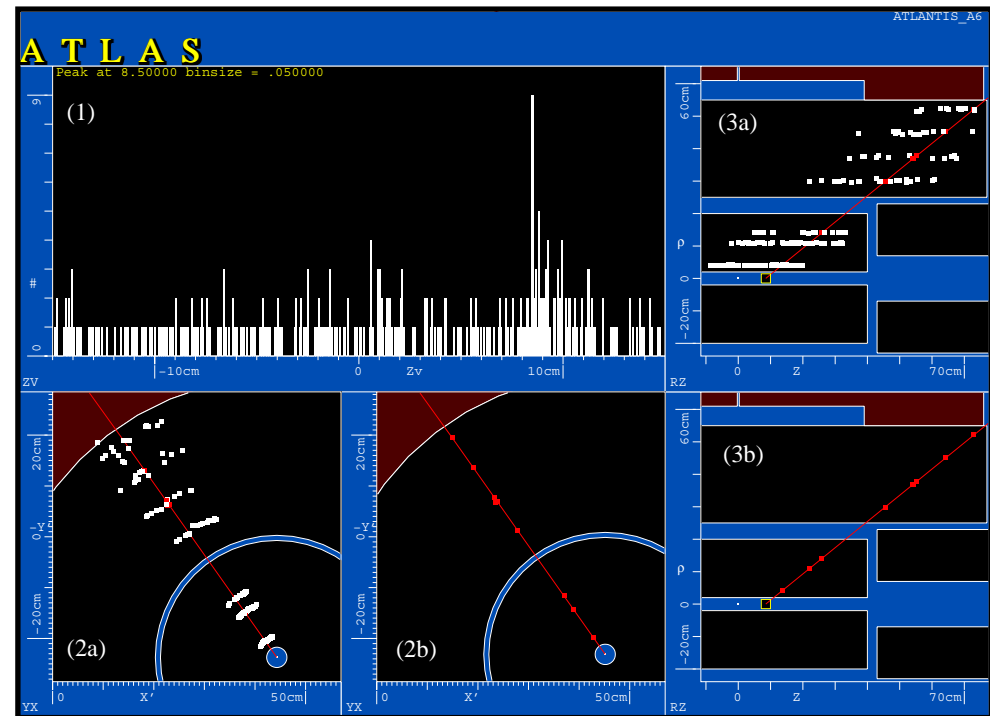 ATLANTIS_A6
A T L A S
Peak at 8.50000 binsize = .050000
(1)
9
#
0
-10cm
0
Zv
10cm
ZV
(3a)
60cm
ρ
0
-20cm
0
Z
70cm
RZ
(2a)
20cm
0
-Y'
-20cm
0
X'
50cm
YX
(2b)
20cm
0
-Y'
-20cm
0
X'
50cm
YX
(3b)
60cm
ρ
0
-20cm
0
Z
70cm
RZ